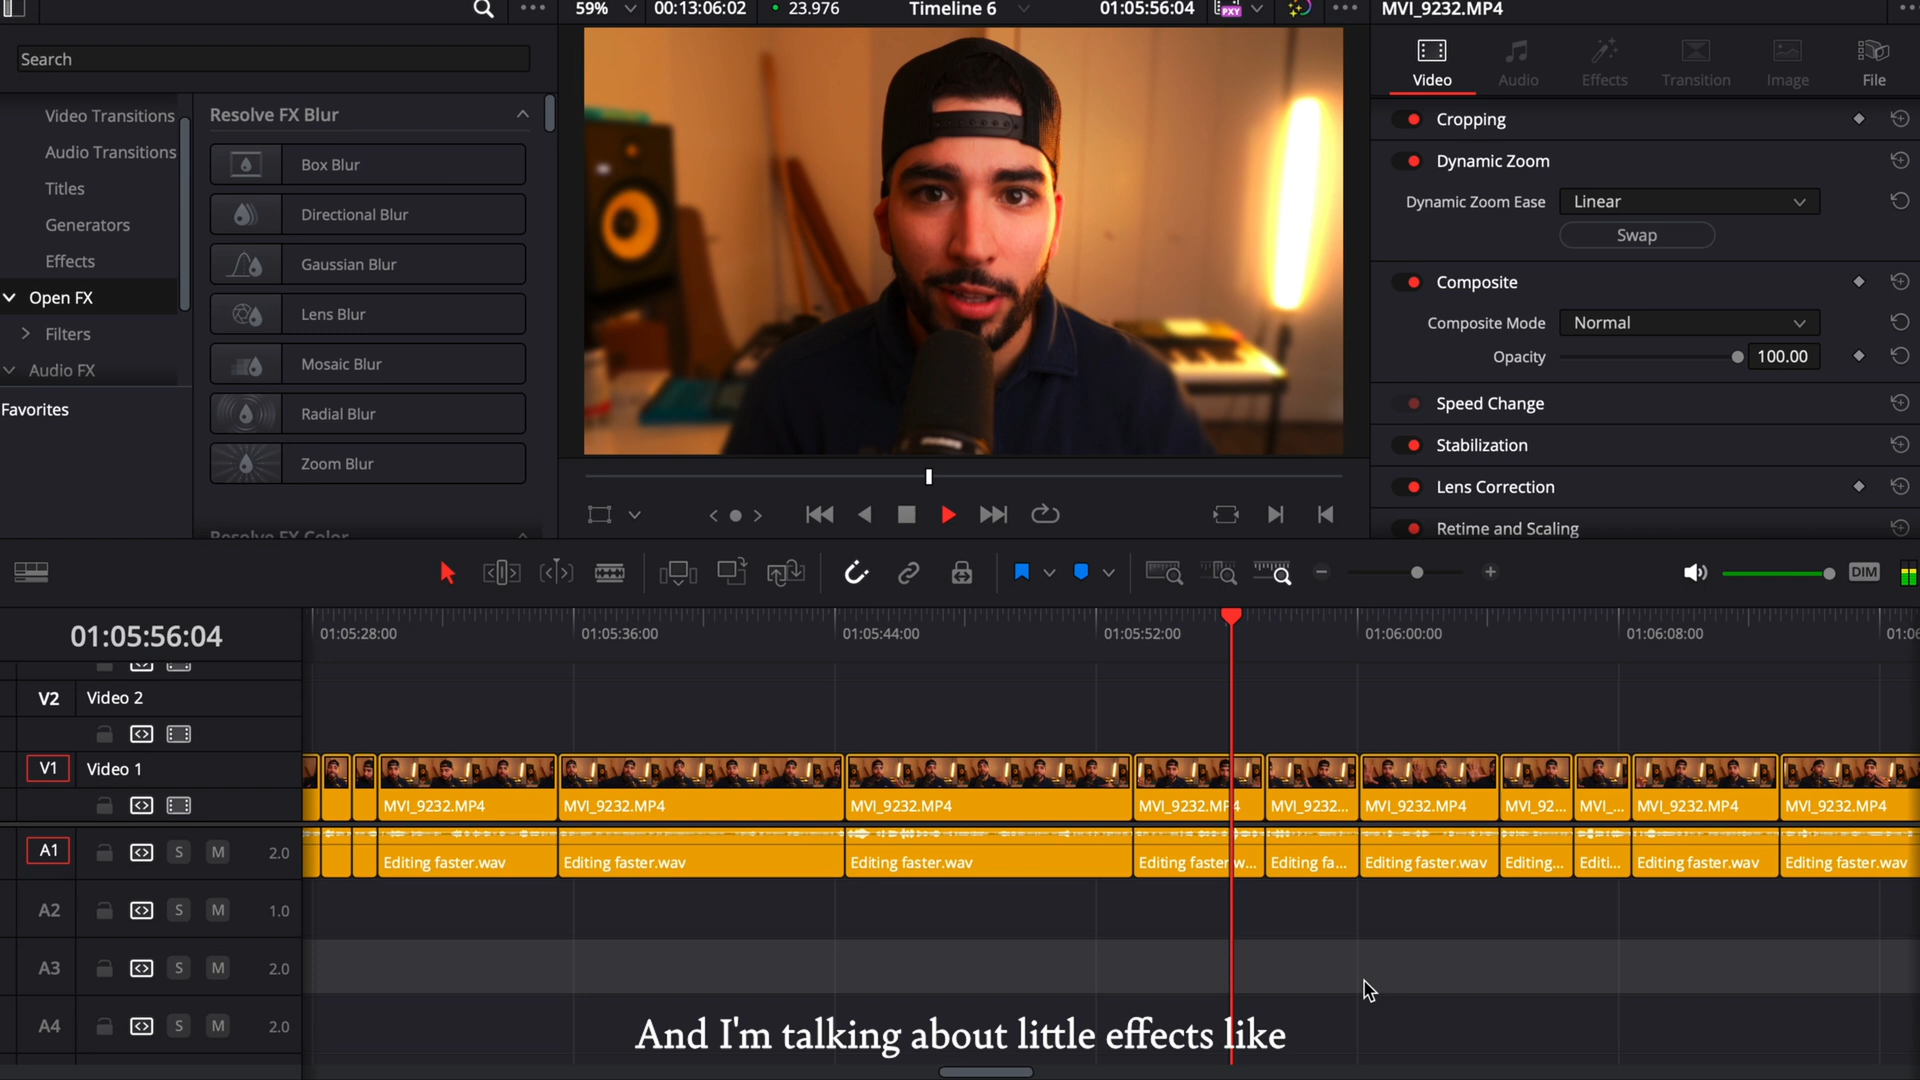 59% 00:13:06:02 23.976 Timeline 6 01:05:56:04 PXY MVI_9232.MP4
Search
Video Transitions
Audio Transitions
Titles
Generators
Effects
Open FX
Filters
Audio FX
Favorites
Resolve FX Blur
Box Blur
Directional Blur
Gaussian Blur
Lens Blur
Mosaic Blur
Radial Blur
Zoom Blur
Resolve FX Color
Video Audio Effects Transition Image File
Cropping
Dynamic Zoom
Dynamic Zoom Ease Linear
Swap
Composite
Composite Mode Normal
Opacity 100.00
Speed Change
Stabilization
Lens Correction
Retime and Scaling
DIM
01:05:56:04
01:05:28:00 01:05:36:00 01:05:44:00 01:05:52:00 01:06:00:00 01:06:08:00 01:06
V2 Video 2
V1 Video 1
MVI_9232.MP4 MVI_9232.MP4 MVI_9232.MP4 MVI_9232.MP4 MVI_9232... MVI_9232.MP4 MVI_92... MVI_... MVI_9232.MP4 MVI_9232.MP4
A1 S M 2.0
Editing faster.wav Editing faster.wav Editing faster.wav Editing faster.w... Editing fa... Editing faster.wav Editing... Editi... Editing faster.wav Editing faster.wav
A2 S M 1.0
A3 S M 2.0
A4 S M 2.0
And I'm talking about little effects like